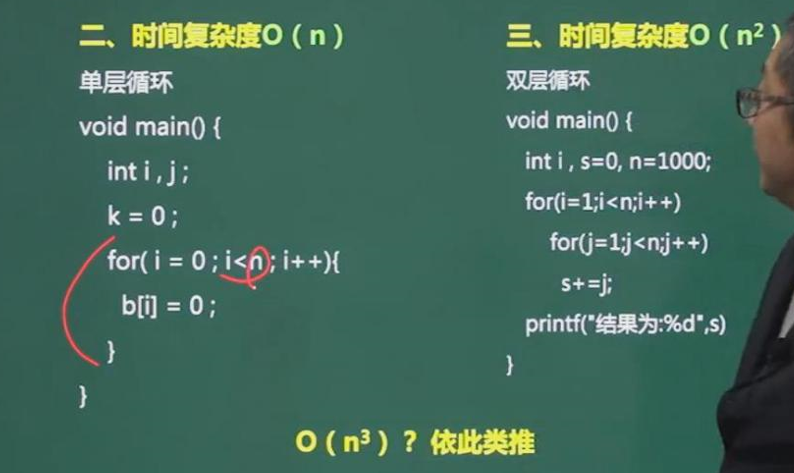 二、时间复杂度O（n）
单层循环
void main() {
int i , j ;
k = 0 ;
for( i = 0 ; i<n ; i++){
b[i] = 0 ;
}
}
三、时间复杂度O（n²）
双层循环
void main() {
int i , s=0, n=1000;
for(i=1;i<n;i++)
for(j=1;j<n;j++)
s+=j;
printf("结果为:%d",s)
}
O（n³）？依此类推